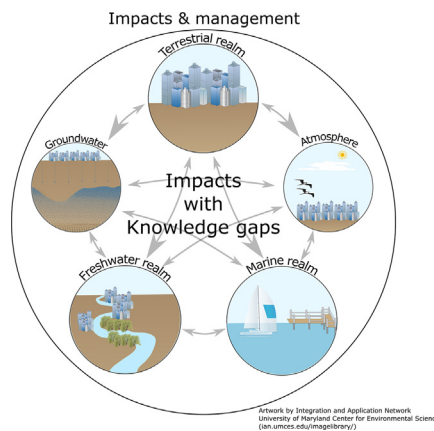 Impacts & management
Terrestrial realm
Groundwater
Atmosphere
Impacts
with
Knowledge gaps
Freshwater realm
Marine realm
Artwork by Integration and Application Network
University of Maryland Center for Environmental Scienc
(ian.umces.edu/imagelibrary/)